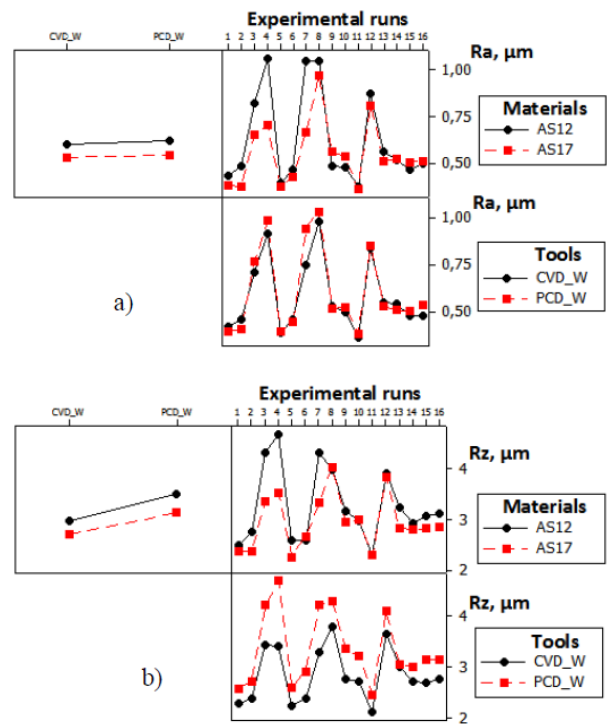 Experimental runs
CVD_W PCD_W 1 2 3 4 5 6 7 8 9 10 11 12 13 14 15 16 Ra, µm
1,00
0,75
0,50
Materials
AS12
AS17
Ra, µm
1,00
0,75
0,50
Tools
CVD_W
PCD_W
a)
Experimental runs
CVD_W PCD_W 1 2 3 4 5 6 7 8 9 10 11 12 13 14 15 16
Rz, µm
4
3
2
Materials
AS12
AS17
Rz, µm
4
3
2
Tools
CVD_W
PCD_W
b)